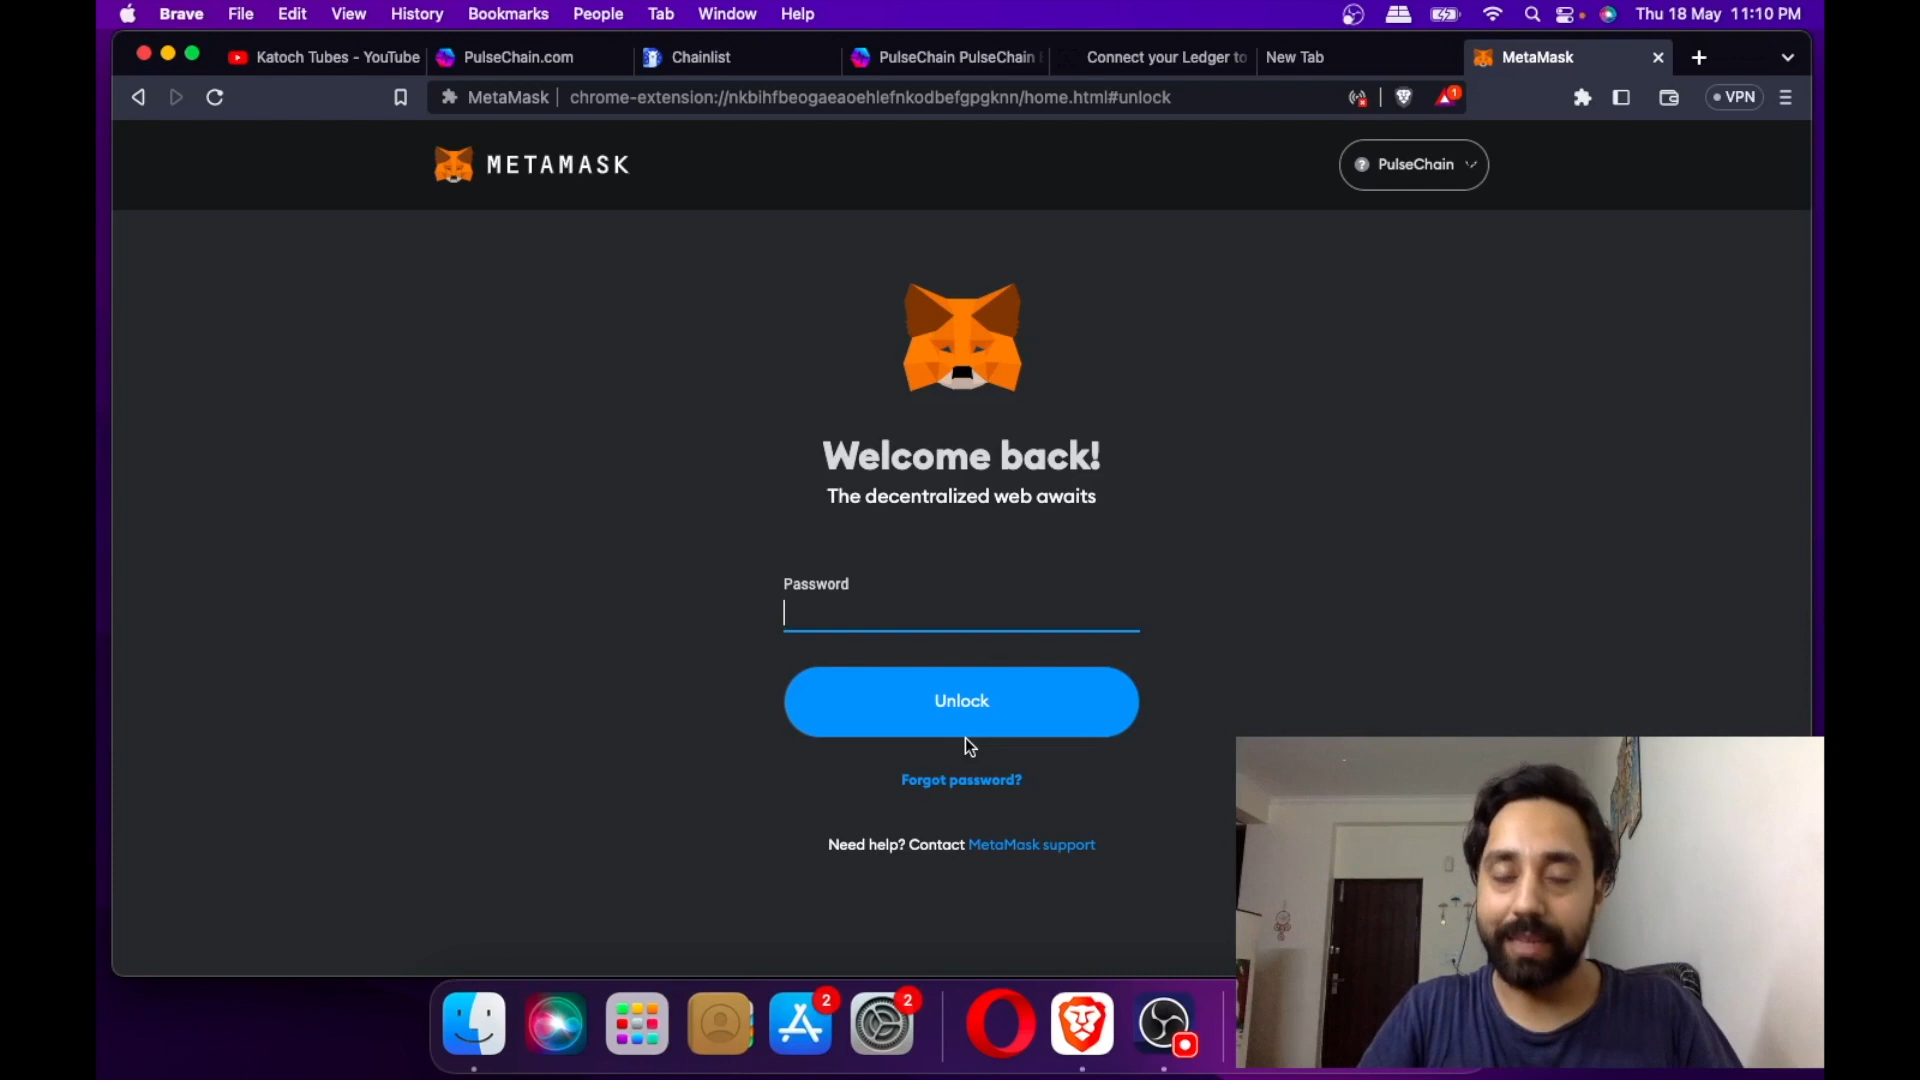 Brave File Edit View History Bookmarks People Tab Window Help Thu 18 May 11:10 PM
Katoch Tubes - YouTube PulseChain.com Chainlist PulseChain PulseChain Connect your Ledger to New Tab MetaMask
MetaMask chrome-extension://nkbihfbeogaeaoehlefnkodbefgpgknn/home.html#unlock 1 VPN
METAMASK PulseChain
Welcome back!
The decentralized web awaits
Password
Unlock
Forgot password?
Need help? Contact MetaMask support
2 2